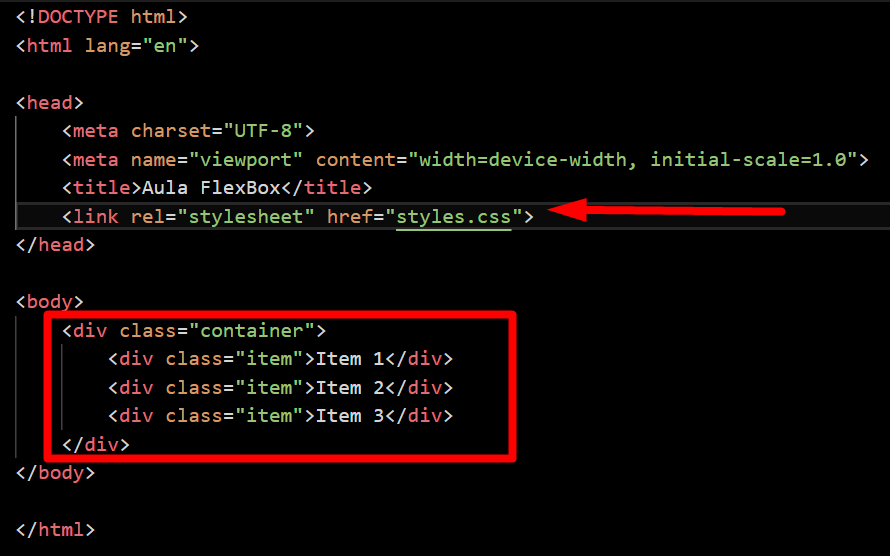 <!DOCTYPE html>
<html lang="en">
<head>
<meta charset="UTF-8">
<meta name="viewport" content="width=device-width, initial-scale=1.0">
<title>Aula FlexBox</title>
<link rel="stylesheet" href="styles.css">
</head>
<body>
<div class="container">
<div class="item">Item 1</div>
<div class="item">Item 2</div>
<div class="item">Item 3</div>
</div>
</body>
</html>